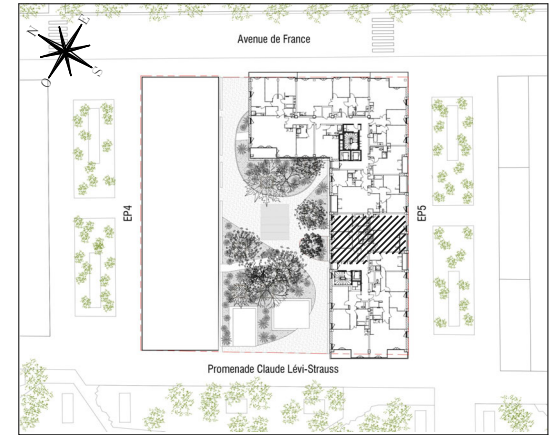 Avenue de France
N
E
O
S
EP4
EP5
Promenade Claude Lévi-Strauss